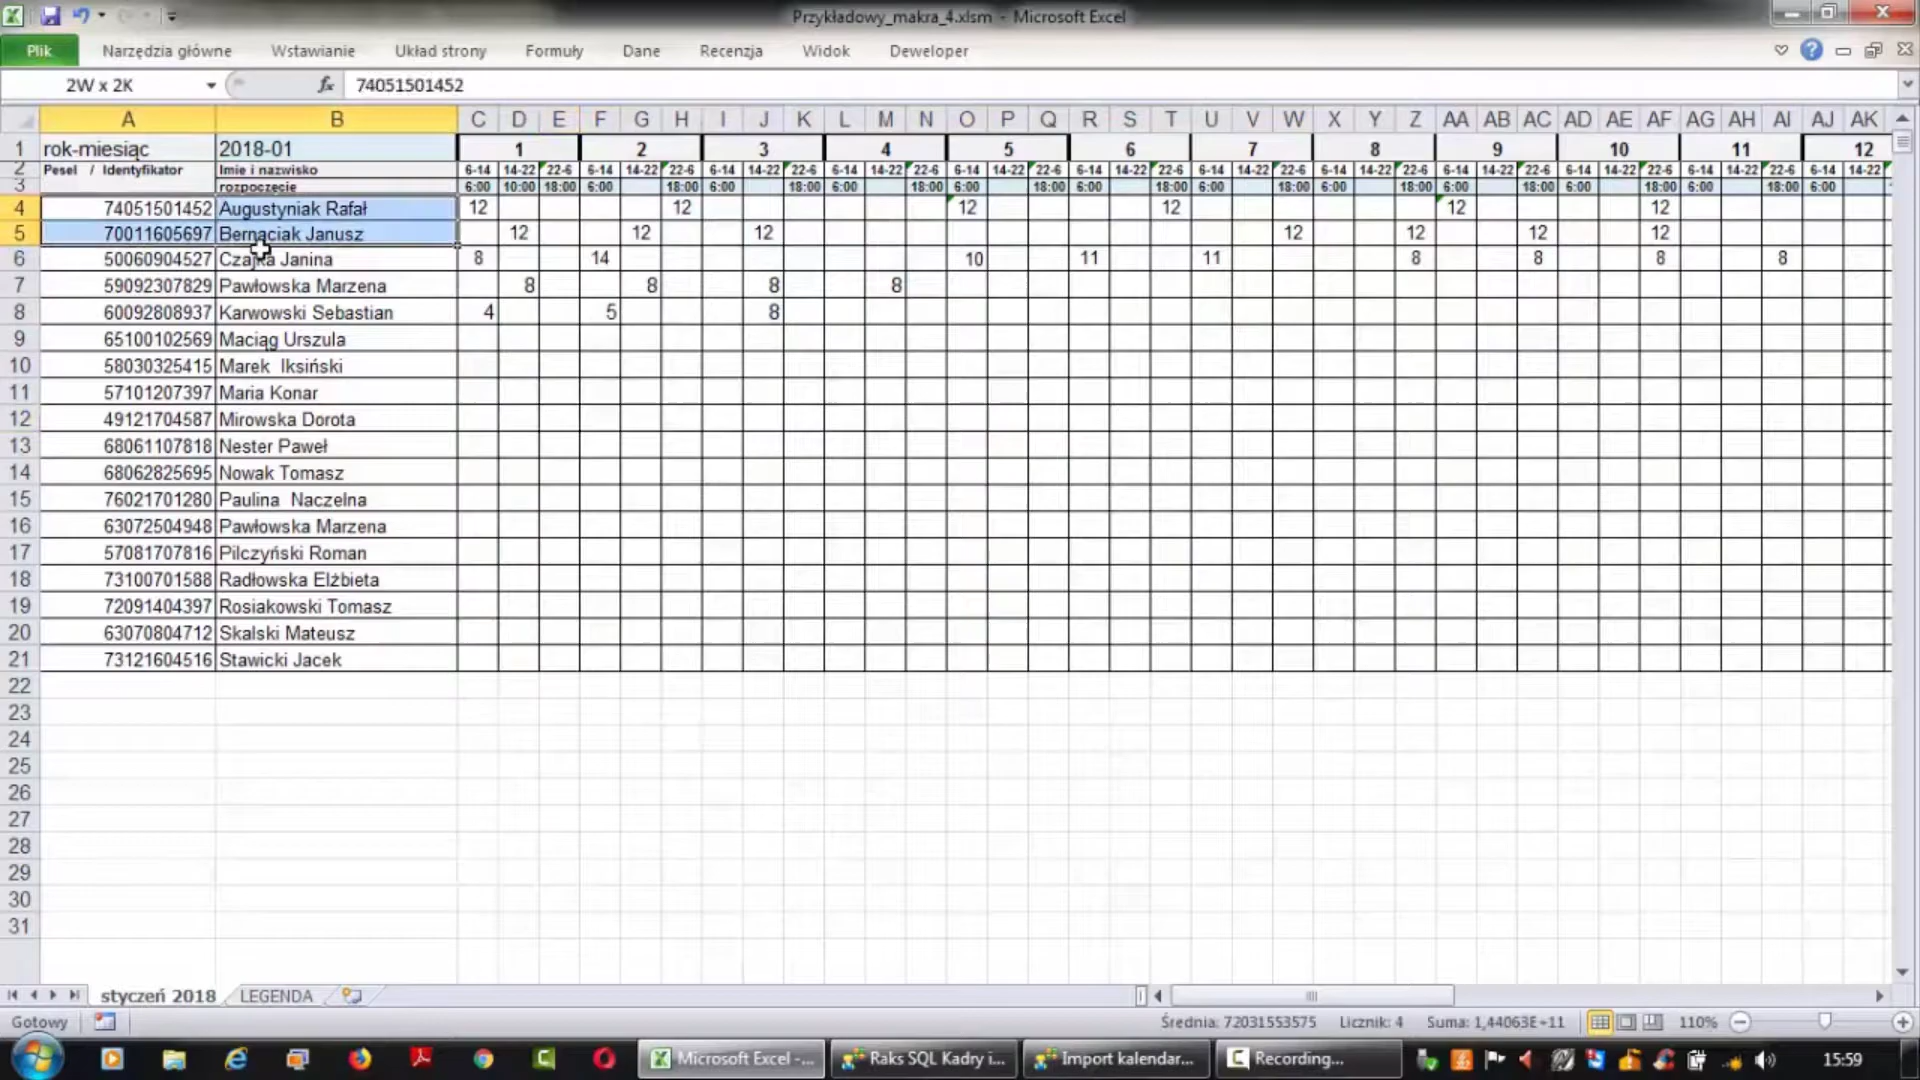 Przykładowy_makra_4.xlsm - Microsoft Excel
Plik Narzędzia główne Wstawianie Układ strony Formuły Dane Recenzja Widok Deweloper
2W x 2K fx 74051501452
A B C D E F G H I J K L M N O P Q R S T U V W X Y Z AA AB AC AD AE AF AG AH AI AJ AK
1 rok-miesiąc 2018-01 1 2 3 4 5 6 7 8 9 10 11 12
2 Pesel / Identyfikator Imie i nazwisko 6-14 14-22 22-6 6-14 14-22 22-6 6-14 14-22 22-6 6-14 14-22 22-6 6-14 14-22 22-6 6-14 14-22 22-6 6-14 14-22 22-6 6-14 14-22 22-6 6-14 14-22 22-6 6-14 14-22 22-6 6-14 14-22 22-6 6-14 14-22
3 rozpoczęcie 6:00 10:00 18:00 6:00 18:00 6:00 18:00 6:00 18:00 6:00 18:00 6:00 18:00 6:00 18:00 6:00 18:00 6:00 18:00 6:00 18:00 6:00 18:00 6:00
4 74051501452 Augustyniak Rafał 12 12 12 12 12 12
5 70011605697 Bernaciak Janusz 12 12 12 12 12 12 12
6 50060904527 Czajka Janina 8 14 10 11 11 8 8 8 8
7 59092307829 Pawłowska Marzena 8 8 8 8
8 60092808937 Karwowski Sebastian 4 5 8
9 65100102569 Maciąg Urszula
10 58030325415 Marek Iksiński
11 57101207397 Maria Konar
12 49121704587 Mirowska Dorota
13 68061107818 Nester Paweł
14 68062825695 Nowak Tomasz
15 76021701280 Paulina Naczelna
16 63072504948 Pawłowska Marzena
17 57081707816 Pilczyński Roman
18 73100701588 Radłowska Elżbieta
19 72091404397 Rosiakowski Tomasz
20 63070804712 Skalski Mateusz
21 73121604516 Stawicki Jacek
22
23
24
25
26
27
28
29
30
31
styczeń 2018 LEGENDA
Gotowy Średnia: 72031553575 Licznik: 4 Suma: 1,44063E+11 110%
Microsoft Excel -... Raks SQL Kadry i... Import kalendar... Recording... 15:59